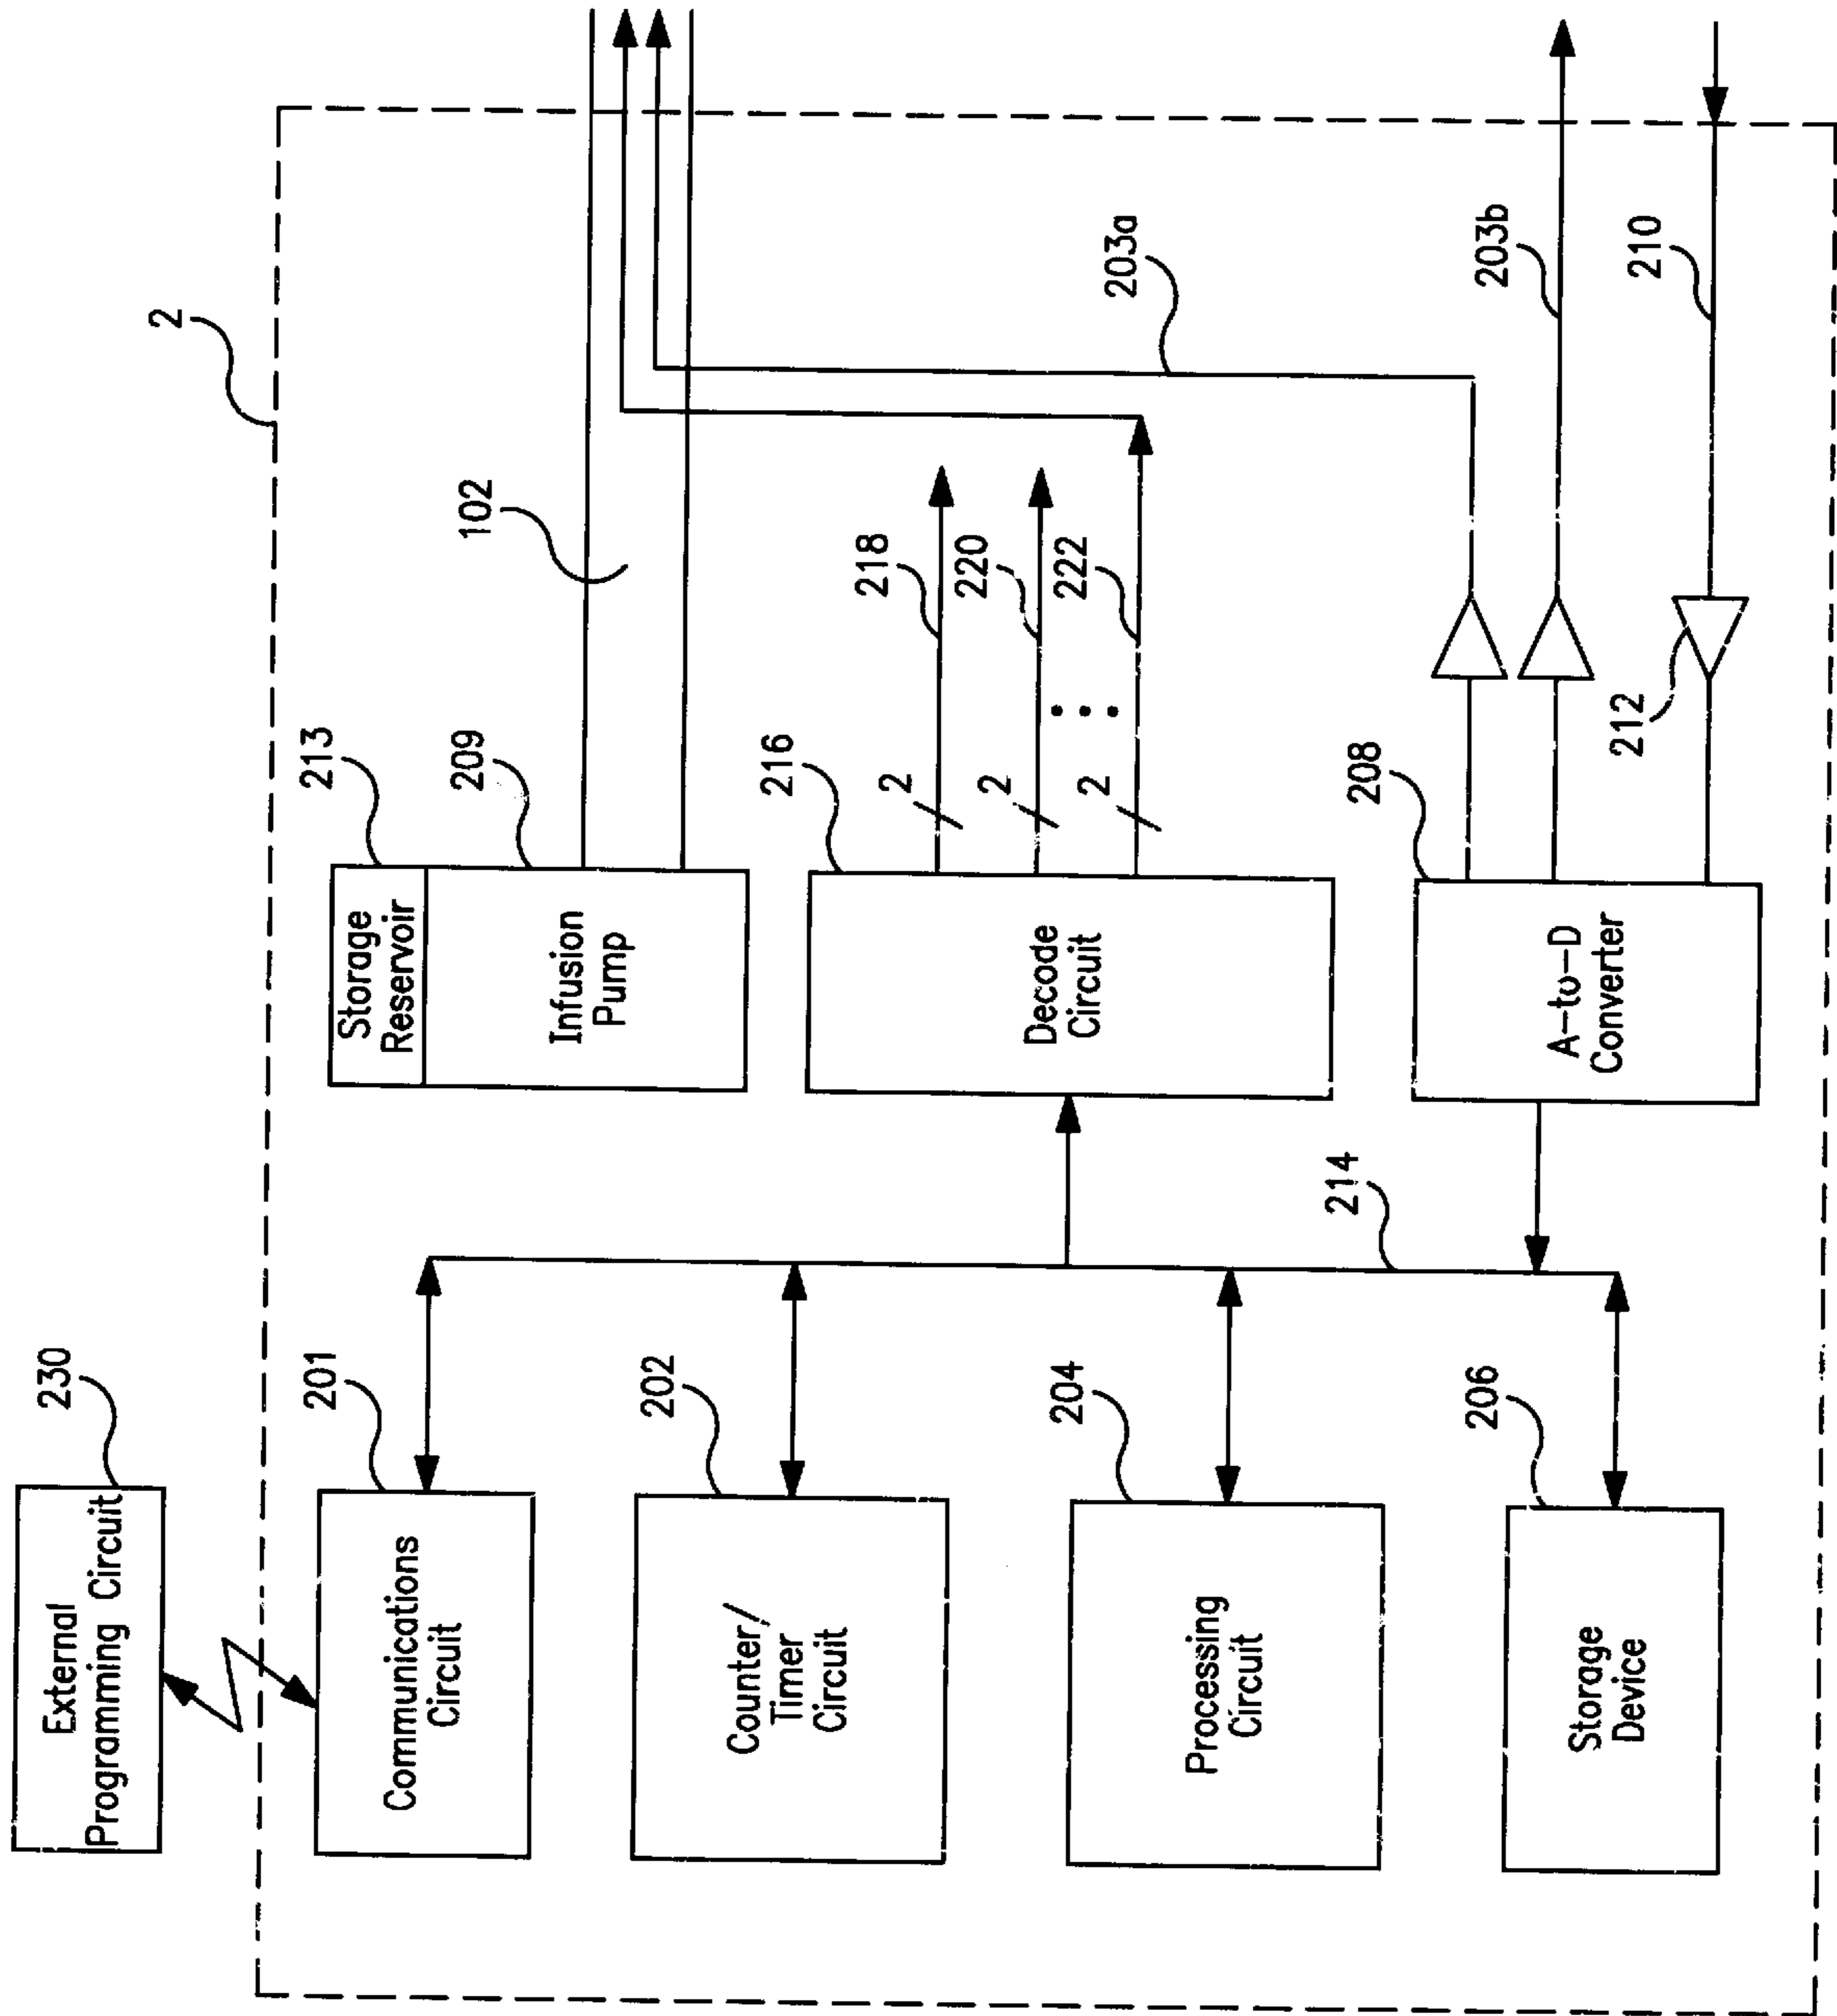 External
Programming Circuit
230
2
Communications
Circuit
201
Counter/
Timer
Circuit
202
Processing
Circuit
204
Storage
Device
206
214
Storage
Reservoir
213
Infusion
Pump
209
102
Decode
Circuit
216
2
218
2
220
2
222
A-to-D
Converter
208
203a
203b
212
210